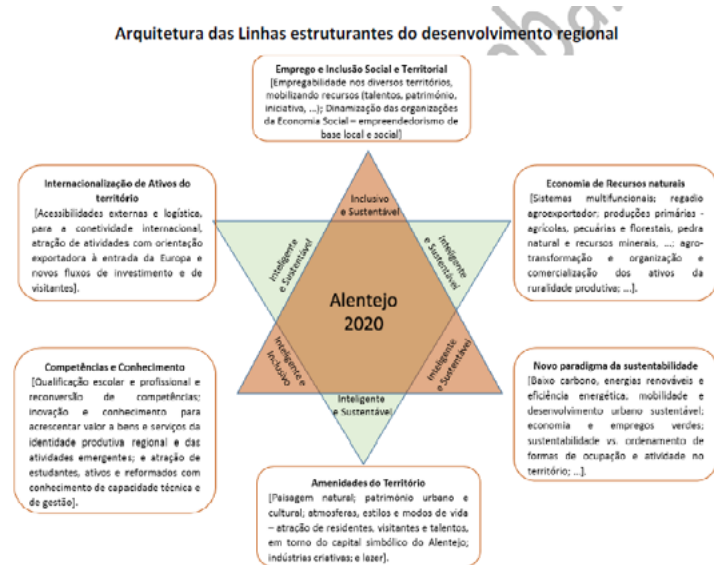 Arquitetura das Linhas estruturantes do desenvolvimento regional
Emprego e Inclusão Social e Territorial
[Empregabilidade nos diversos territórios,
mobilizando recursos (talentos, património,
iniciativa, ...); Dinamização das organizações
da Economia Social – empreendedorismo de
base local e social]
Internacionalização de Ativos do
território
[Acessibilidades externas e logística,
para a conetividade internacional,
atração de atividades com orientação
exportadora à entrada da Europa e
novos fluxos de investimento e de
visitantes].
Inclusivo
e Sustentável
Economia de Recursos naturais
[Sistemas multifuncionais; regadio
agroexportador; produções primárias -
agrícolas, pecuárias e florestais, pedra
natural e recursos minerais, ...; agro-
transformação e organização e
comercialização dos ativos da
ruralidade produtiva; ...].
Inteligente
e Sustentável
Inteligente
e Sustentável
Alentejo
2020
Competências e Conhecimento
[Qualificação escolar e profissional e
reconversão de competências;
inovação e conhecimento para
acrescentar valor a bens e serviços da
identidade produtiva regional e das
atividades emergentes; e atração de
estudantes, ativos e reformados com
conhecimento de capacidade técnica e
de gestão].
Inteligente e
Inclusivo
Inteligente
e Sustentável
Inteligente
e Sustentável
Novo paradigma da sustentabilidade
[Baixo carbono, energias renováveis e
eficiência energética, mobilidade e
desenvolvimento urbano sustentável;
economia e empregos verdes;
sustentabilidade vs. ordenamento de
formas de ocupação e atividade no
território; ...].
Amenidades do Território
[Paisagem natural; património urbano e
cultural; atmosferas, estilos e modos de vida
– atração de residentes, visitantes e talentos,
em torno do capital simbólico do Alentejo;
indústrias criativas; e lazer].